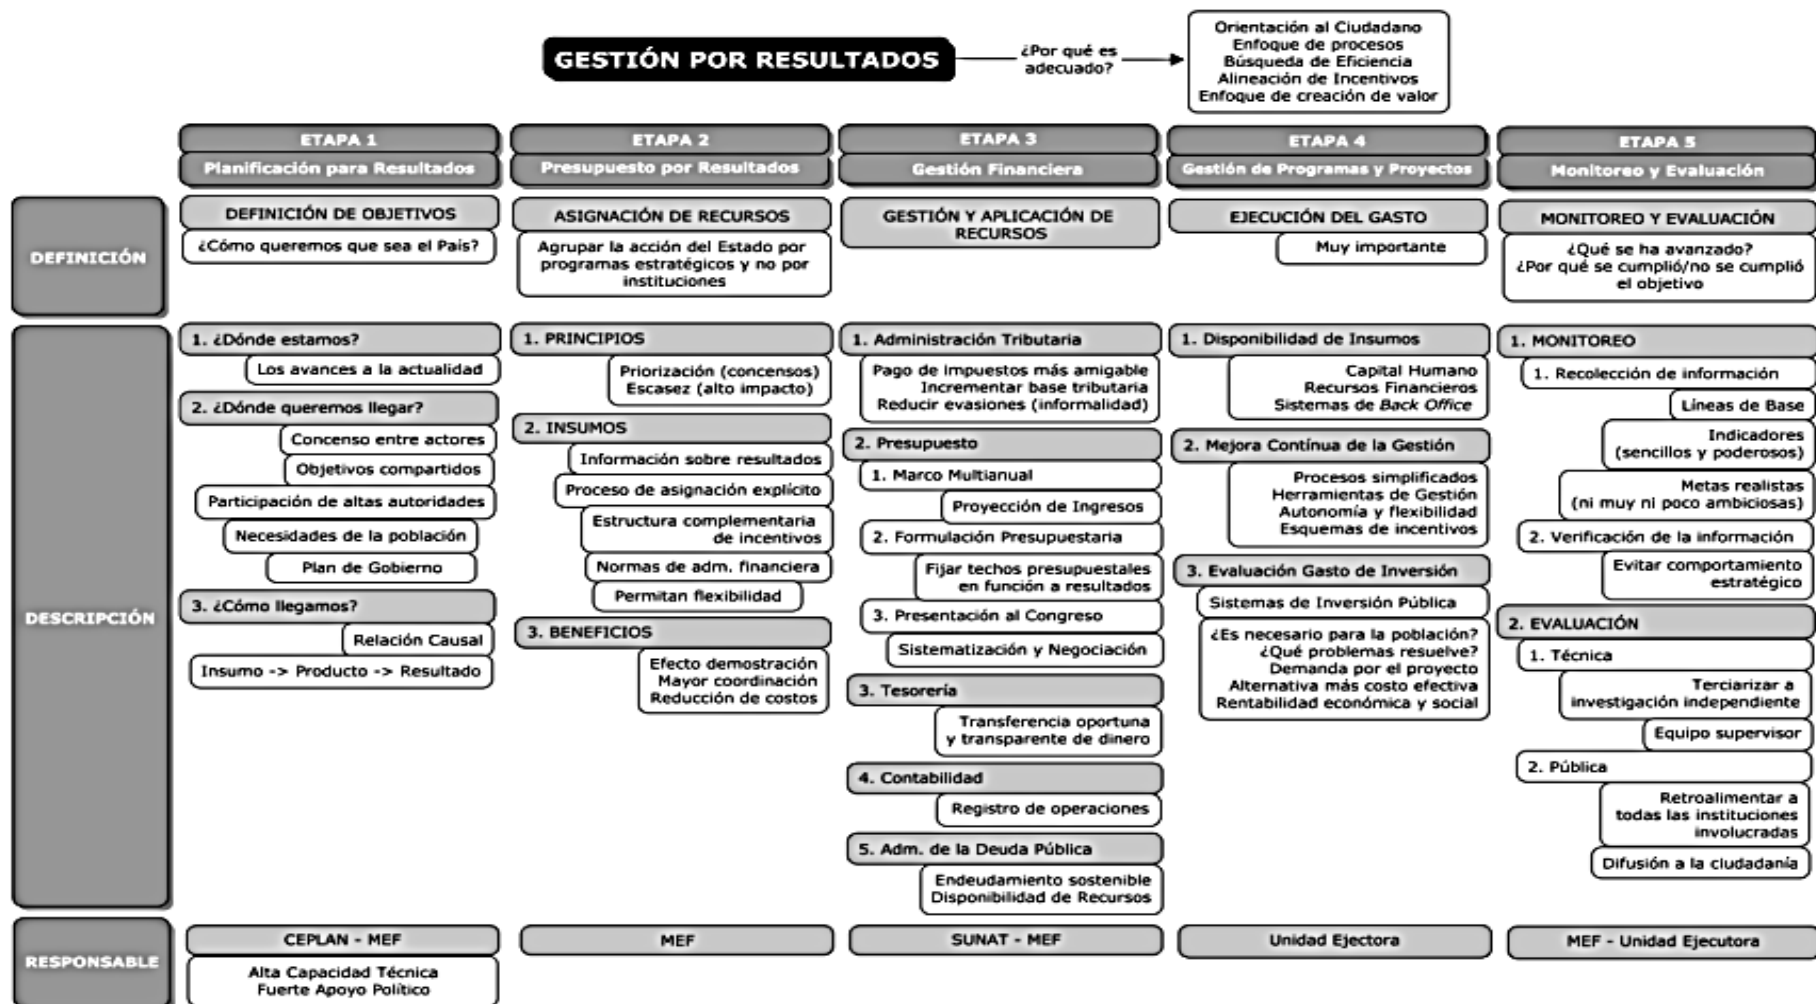 GESTIÓN POR RESULTADOS
¿Por qué es
adecuado?
Orientación al Ciudadano
Enfoque de procesos
Búsqueda de Eficiencia
Alineación de Incentivos
Enfoque de creación de valor
ETAPA 1
Planificación para Resultados
ETAPA 2
Presupuesto por Resultados
ETAPA 3
Gestión Financiera
ETAPA 4
Gestión de Programas y Proyectos
ETAPA 5
Monitoreo y Evaluación
DEFINICIÓN
DEFINICIÓN DE OBJETIVOS
¿Cómo queremos que sea el País?
ASIGNACIÓN DE RECURSOS
Agrupar la acción del Estado por
programas estratégicos y no por
instituciones
GESTIÓN Y APLICACIÓN DE
RECURSOS
EJECUCIÓN DEL GASTO
Muy importante
MONITOREO Y EVALUACIÓN
¿Qué se ha avanzado?
¿Por qué se cumplió/no se cumplió
el objetivo
DESCRIPCIÓN
1. ¿Dónde estamos?
Los avances a la actualidad
2. ¿Dónde queremos llegar?
Concenso entre actores
Objetivos compartidos
Participación de altas autoridades
Necesidades de la población
Plan de Gobierno
3. ¿Cómo llegamos?
Relación Causal
Insumo -> Producto -> Resultado
1. PRINCIPIOS
Priorización (concensos)
Escasez (alto impacto)
2. INSUMOS
Información sobre resultados
Proceso de asignación explícito
Estructura complementaria
de incentivos
Normas de adm. financiera
Permitan flexibilidad
3. BENEFICIOS
Efecto demostración
Mayor coordinación
Reducción de costos
1. Administración Tributaria
Pago de impuestos más amigable
Incrementar base tributaria
Reducir evasiones (informalidad)
2. Presupuesto
1. Marco Multianual
Proyección de Ingresos
2. Formulación Presupuestaria
Fijar techos presupuestales
en función a resultados
3. Presentación al Congreso
Sistematización y Negociación
3. Tesorería
Transferencia oportuna
y transparente de dinero
4. Contabilidad
Registro de operaciones
5. Adm. de la Deuda Pública
Endeudamiento sostenible
Disponibilidad de Recursos
1. Disponibilidad de Insumos
Capital Humano
Recursos Financieros
Sistemas de Back Office
2. Mejora Contínua de la Gestión
Procesos simplificados
Herramientas de Gestión
Autonomía y flexibilidad
Esquemas de incentivos
3. Evaluación Gasto de Inversión
Sistemas de Inversión Pública
¿Es necesario para la población?
¿Qué problemas resuelve?
Demanda por el proyecto
Alternativa más costo efectiva
Rentabilidad económica y social
1. MONITOREO
1. Recolección de información
Líneas de Base
Indicadores
(sencillos y poderosos)
Metas realistas
(ni muy ni poco ambiciosas)
2. Verificación de la información
Evitar comportamiento
estratégico
2. EVALUACIÓN
1. Técnica
Terciarizar a
investigación independiente
Equipo supervisor
2. Pública
Retroalimentar a
todas las instituciones
involucradas
Difusión a la ciudadanía
RESPONSABLE
CEPLAN - MEF
Alta Capacidad Técnica
Fuerte Apoyo Político
MEF
SUNAT - MEF
Unidad Ejectora
MEF - Unidad Ejecutora